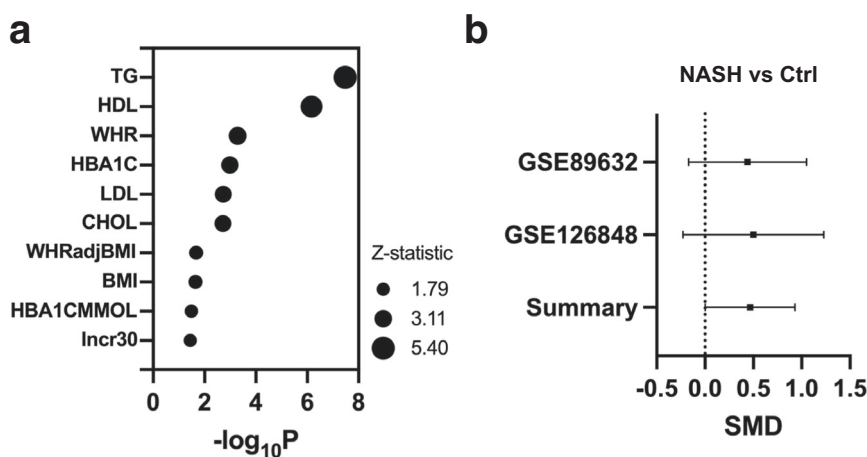 a
TG
HDL
WHR
HBA1C
LDL
CHOL
WHRadjBMI
BMI
HBA1CMMOL
Incr30
0 2 4 6 8
-log10P
Z-statistic
1.79
3.11
5.40
b
NASH vs Ctrl
GSE89632
GSE126848
Summary
-0.5 0.0 0.5 1.0 1.5
SMD